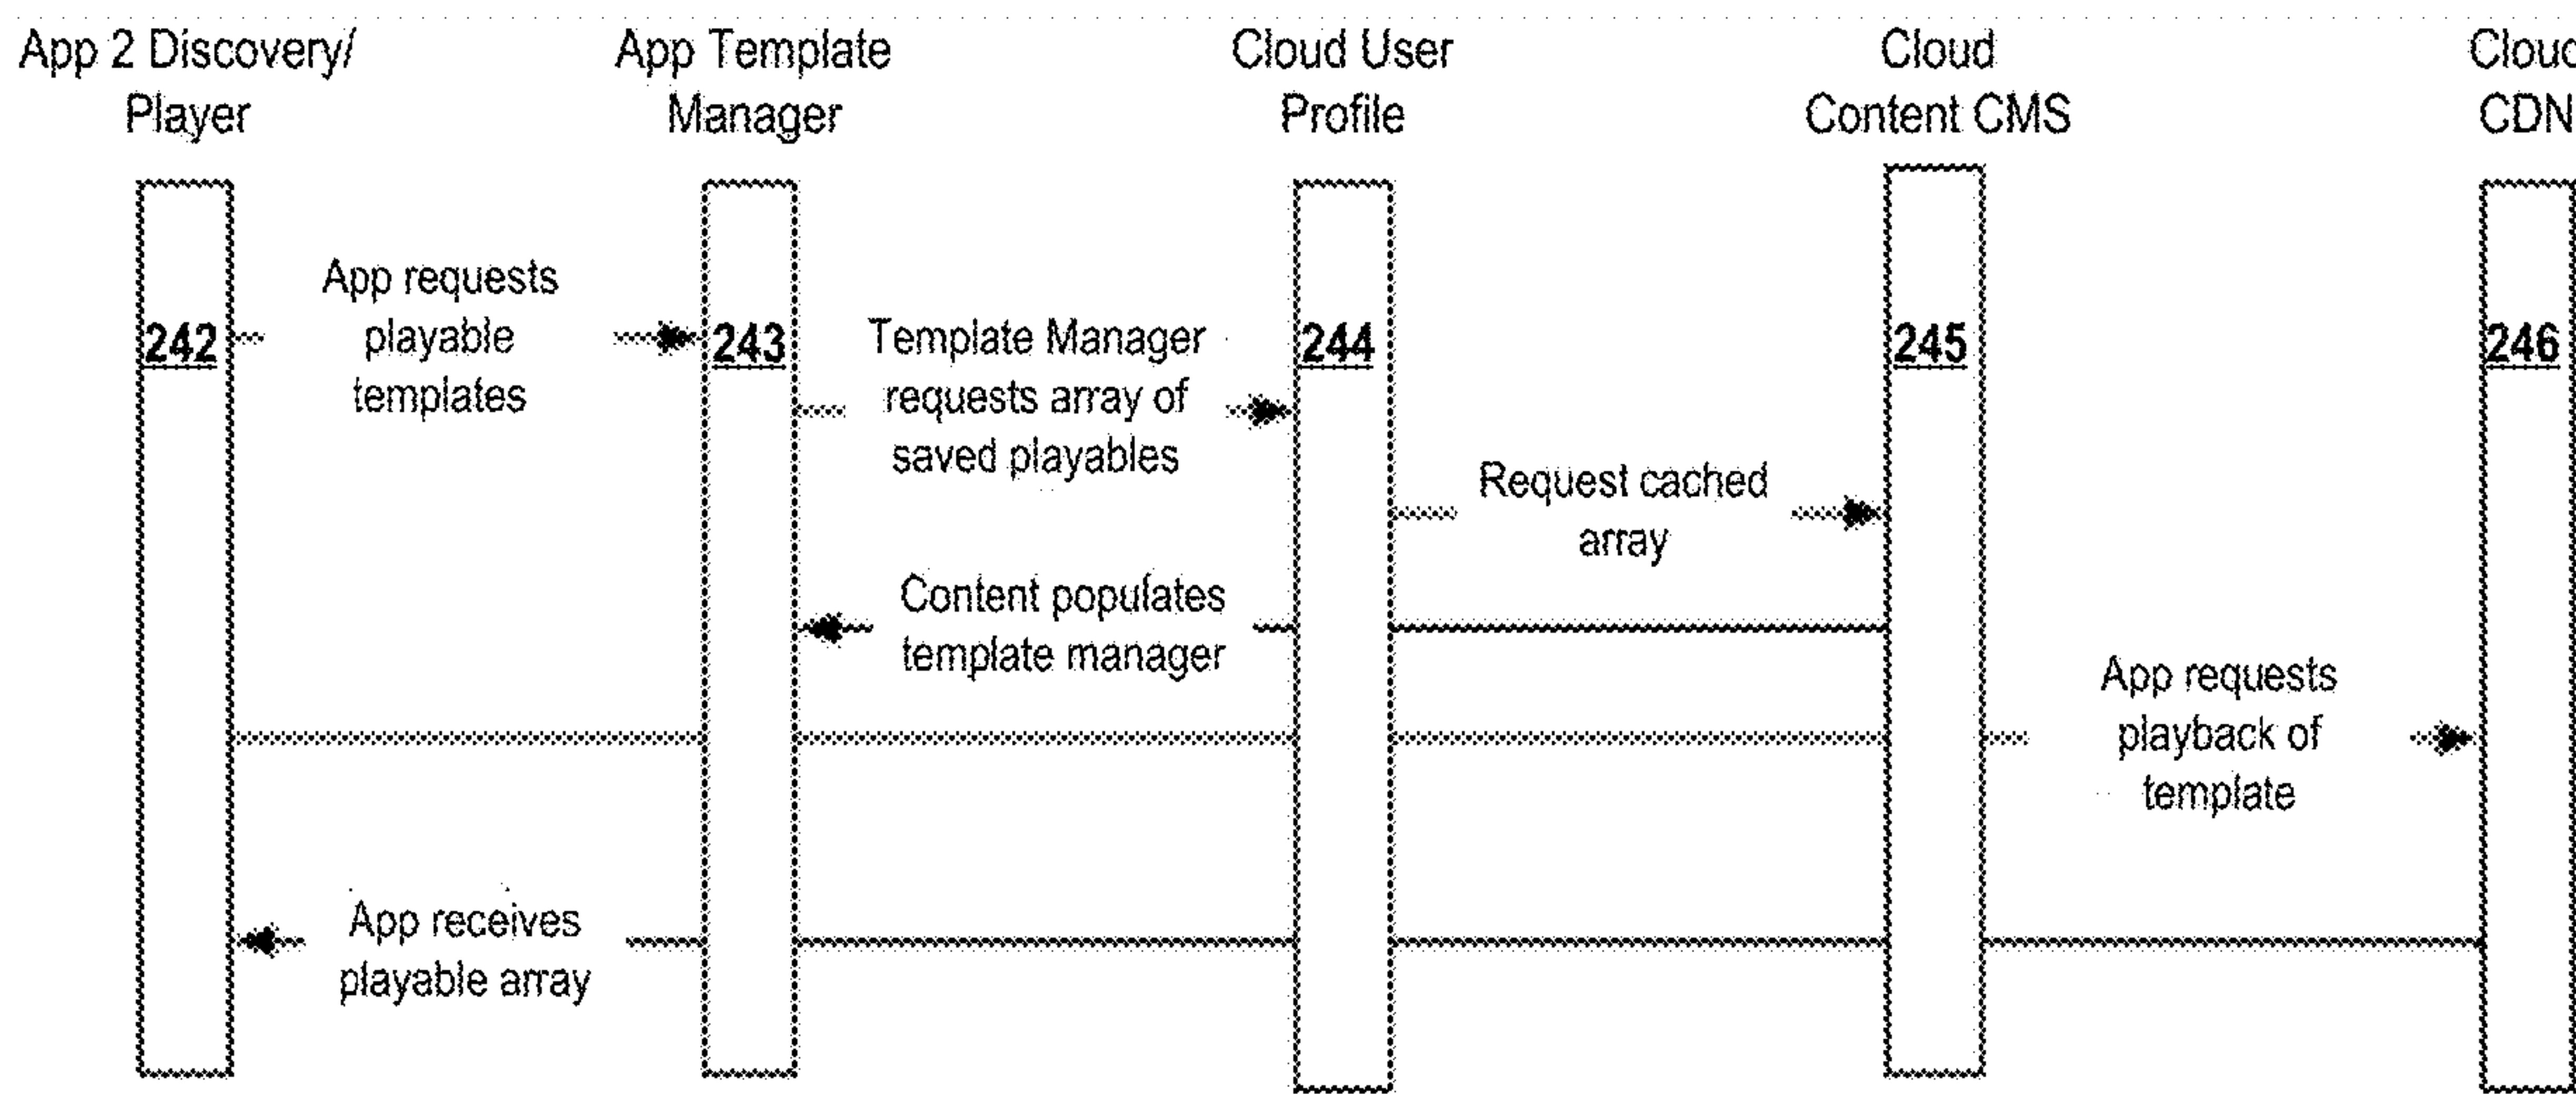 App 2 Discovery/
Player
App Template
Manager
Cloud User
Profile
Cloud
Content CMS
CDN
App requests
playable
templates
242
243
Template Manager
requests array of
saved playables
244
245
246
Request cached
array
Content populates
template manager
App requests
playback of
template
App receives
playable array